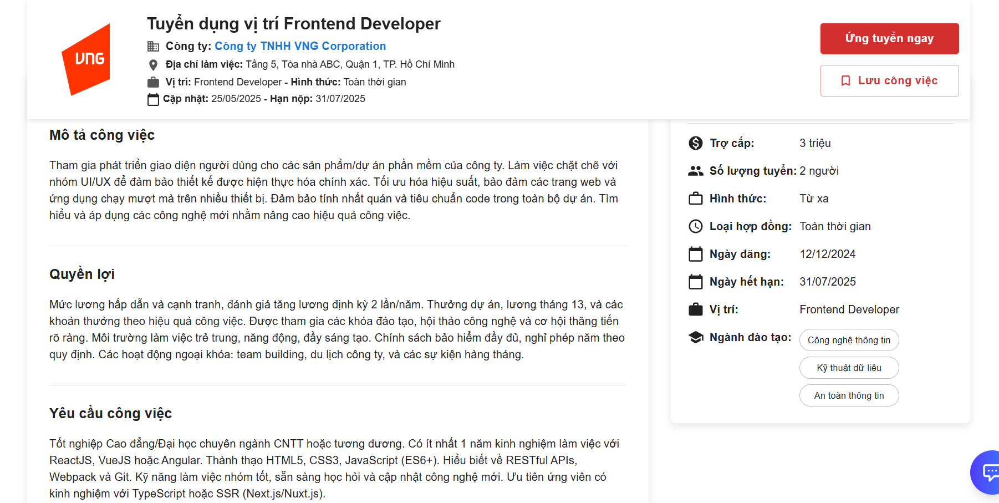 VNG
Tuyển dụng vị trí Frontend Developer
Công ty: Công ty TNHH VNG Corporation
Địa chỉ làm việc: Tầng 5, Tòa nhà ABC, Quận 1, TP. Hồ Chí Minh
Vị trí: Frontend Developer - Hình thức: Toàn thời gian
Cập nhật: 25/05/2025 - Hạn nộp: 31/07/2025
Ứng tuyển ngay
Lưu công việc
Mô tả công việc
Tham gia phát triển giao diện người dùng cho các sản phẩm/dự án phần mềm của công ty. Làm việc chặt chẽ với
nhóm UI/UX để đảm bảo thiết kế được hiện thực hóa chính xác. Tối ưu hóa hiệu suất, bảo đảm các trang web và
ứng dụng chạy mượt mà trên nhiều thiết bị. Đảm bảo tính nhất quán và tiêu chuẩn code trong toàn bộ dự án. Tìm
hiểu và áp dụng các công nghệ mới nhằm nâng cao hiệu quả công việc.
Quyền lợi
Mức lương hấp dẫn và cạnh tranh, đánh giá tăng lương định kỳ 2 lần/năm. Thưởng dự án, lương tháng 13, và các
khoản thưởng theo hiệu quả công việc. Được tham gia các khóa đào tạo, hội thảo công nghệ và cơ hội thăng tiến
rõ ràng. Môi trường làm việc trẻ trung, năng động, đầy sáng tạo. Chính sách bảo hiểm đầy đủ, nghỉ phép năm theo
quy định. Các hoạt động ngoại khóa: team building, du lịch công ty, và các sự kiện hàng tháng.
Yêu cầu công việc
Tốt nghiệp Cao đẳng/Đại học chuyên ngành CNTT hoặc tương đương. Có ít nhất 1 năm kinh nghiệm làm việc với
ReactJS, VueJS hoặc Angular. Thành thạo HTML5, CSS3, JavaScript (ES6+). Hiểu biết về RESTful APIs,
Webpack và Git. Kỹ năng làm việc nhóm tốt, sẵn sàng học hỏi và cập nhật công nghệ mới. Ưu tiên ứng viên có
kinh nghiệm với TypeScript hoặc SSR (Next.js/Nuxt.js).
Trợ cấp: 3 triệu
Số lượng tuyển: 2 người
Hình thức: Từ xa
Loại hợp đồng: Toàn thời gian
Ngày đăng: 12/12/2024
Ngày hết hạn: 31/07/2025
Vị trí: Frontend Developer
Ngành đào tạo: Công nghệ thông tin
Kỹ thuật dữ liệu
An toàn thông tin